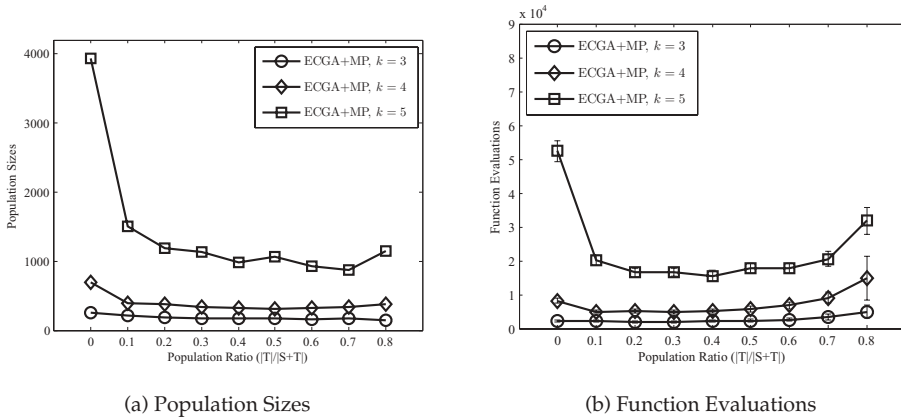 4000
3000
2000
1000
0
Population Sizes
ECGA+MP, k = 3
ECGA+MP, k = 4
ECGA+MP, k = 5
0 0.1 0.2 0.3 0.4 0.5 0.6 0.7 0.8
Population Ratio (|T|/|S+T|)
(a) Population Sizes
x 10⁴
9
8
7
6
5
4
3
2
1
0
Function Evaluations
ECGA+MP, k = 3
ECGA+MP, k = 4
ECGA+MP, k = 5
0 0.1 0.2 0.3 0.4 0.5 0.6 0.7 0.8
Population Ratio (|T|/|S+T|)
(b) Function Evaluations